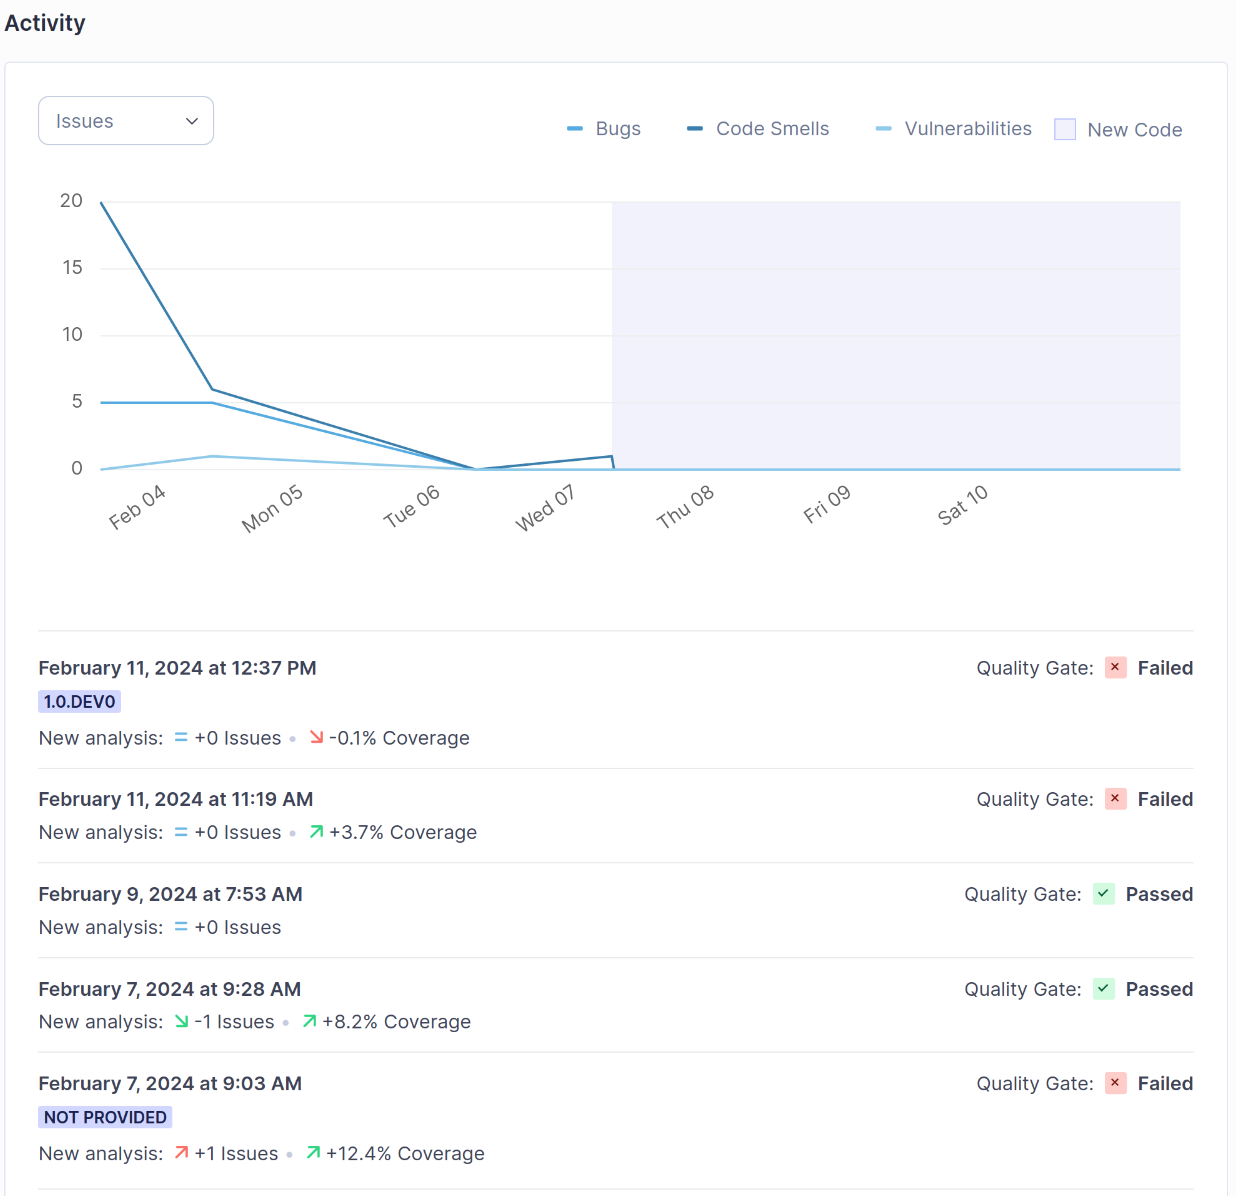 Activity
Issues
Bugs Code Smells Vulnerabilities New Code
20
15
10
5
0
Feb 04 Mon 05 Tue 06 Wed 07 Thu 08 Fri 09 Sat 10
February 11, 2024 at 12:37 PM Quality Gate: Failed
1.0.DEV0
New analysis: = +0 Issues • -0.1% Coverage
February 11, 2024 at 11:19 AM Quality Gate: Failed
New analysis: = +0 Issues • +3.7% Coverage
February 9, 2024 at 7:53 AM Quality Gate: Passed
New analysis: = +0 Issues
February 7, 2024 at 9:28 AM Quality Gate: Passed
New analysis: -1 Issues • +8.2% Coverage
February 7, 2024 at 9:03 AM Quality Gate: Failed
NOT PROVIDED
New analysis: +1 Issues • +12.4% Coverage